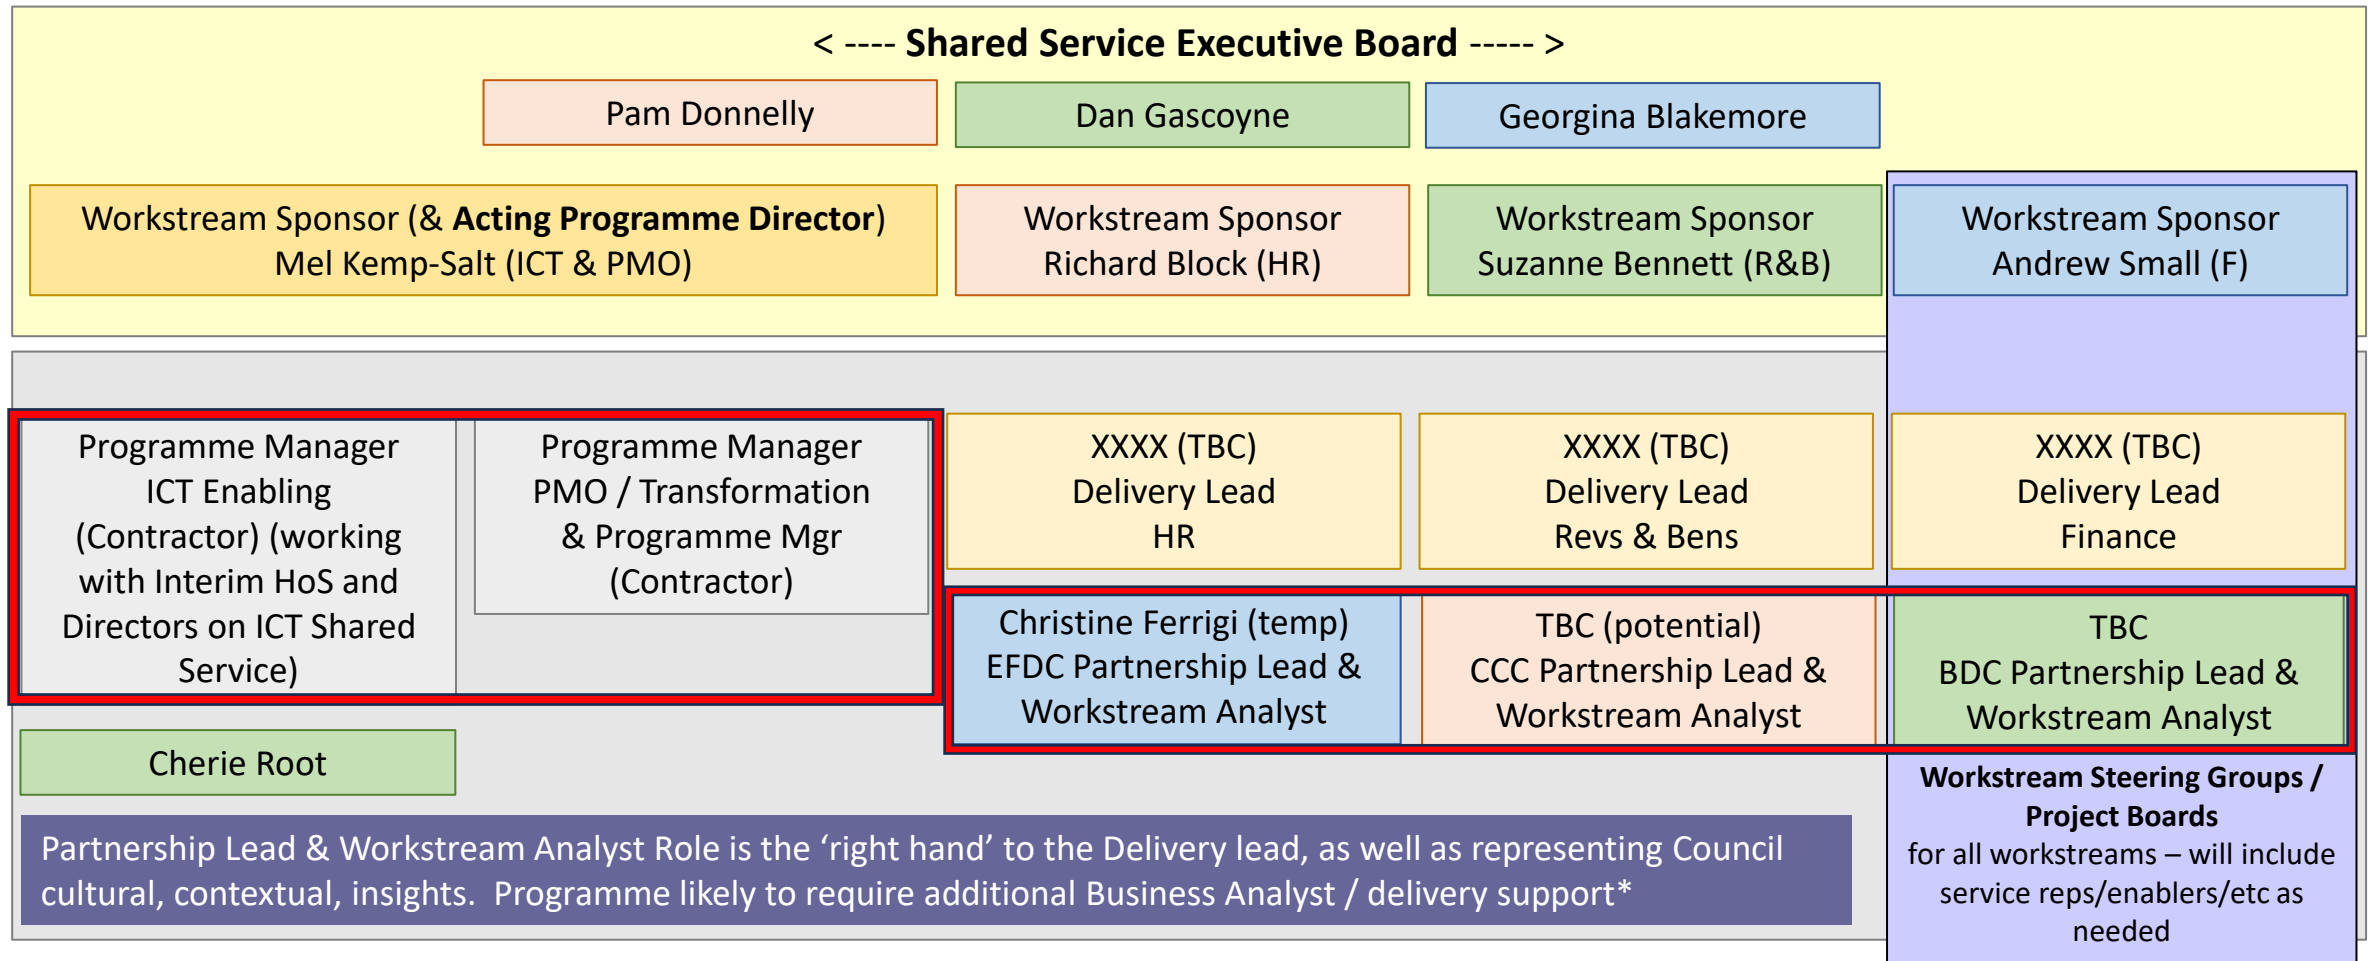 < ---- Shared Service Executive Board ----- >
Pam Donnelly
Dan Gascoyne
Georgina Blakemore
Workstream Sponsor (& Acting Programme Director)
Mel Kemp-Salt (ICT & PMO)
Workstream Sponsor
Richard Block (HR)
Workstream Sponsor
Suzanne Bennett (R&B)
Workstream Sponsor
Andrew Small (F)
Programme Manager
ICT Enabling
(Contractor) (working
with Interim HoS and
Directors on ICT Shared
Service)
Programme Manager
PMO / Transformation
& Programme Mgr
(Contractor)
XXXX (TBC)
Delivery Lead
HR
XXXX (TBC)
Delivery Lead
Revs & Bens
XXXX (TBC)
Delivery Lead
Finance
Christine Ferrigi (temp)
EFDC Partnership Lead &
Workstream Analyst
TBC (potential)
CCC Partnership Lead &
Workstream Analyst
TBC
BDC Partnership Lead &
Workstream Analyst
Cherie Root
Partnership Lead & Workstream Analyst Role is the ‘right hand’ to the Delivery lead, as well as representing Council
cultural, contextual, insights.  Programme likely to require additional Business Analyst / delivery support*
Workstream Steering Groups /
Project Boards
for all workstreams – will include
service reps/enablers/etc as
needed